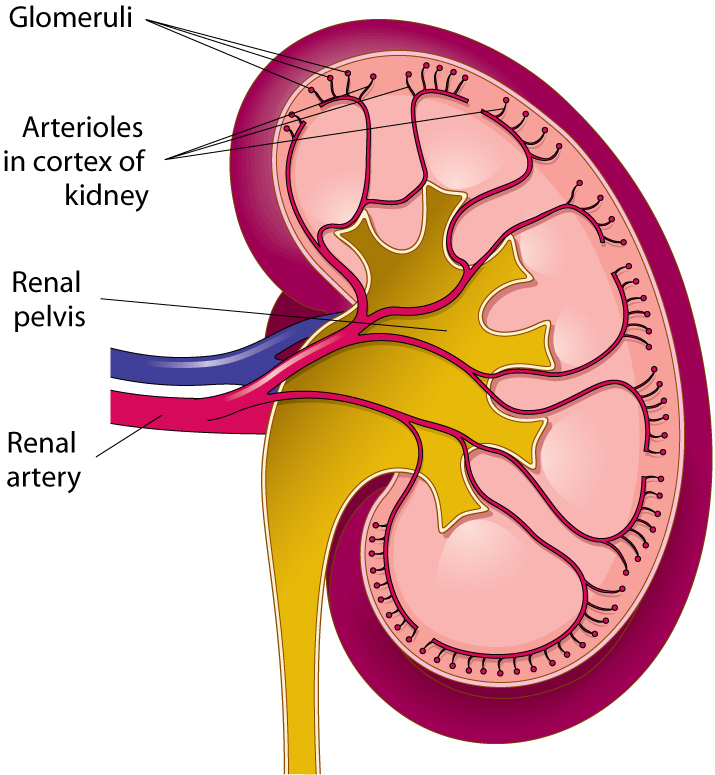 Glomeruli
Arterioles
in cortex of
kidney
Renal
pelvis
Renal
artery